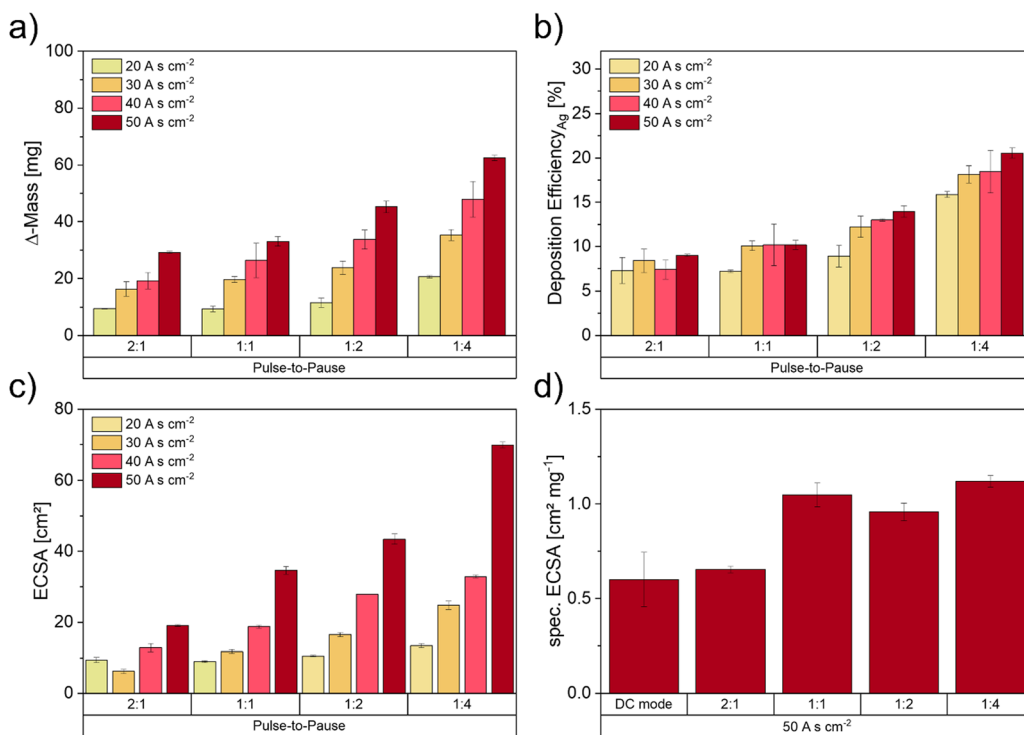 a)
100
80
60
40
20
0
Δ-Mass [mg]
20 A s cm⁻²
30 A s cm⁻²
40 A s cm⁻²
50 A s cm⁻²
2:1 1:1 1:2 1:4
Pulse-to-Pause
b)
30
25
20
15
10
5
0
Deposition Efficiency_Ag [%]
20 A s cm⁻²
30 A s cm⁻²
40 A s cm⁻²
50 A s cm⁻²
2:1 1:1 1:2 1:4
Pulse-to-Pause
c)
80
60
40
20
0
ECSA [cm²]
20 A s cm⁻²
30 A s cm⁻²
40 A s cm⁻²
50 A s cm⁻²
2:1 1:1 1:2 1:4
Pulse-to-Pause
d)
1.5
1.0
0.5
0.0
spec. ECSA [cm² mg⁻¹]
DC mode 2:1 1:1 1:2 1:4
50 A s cm⁻²